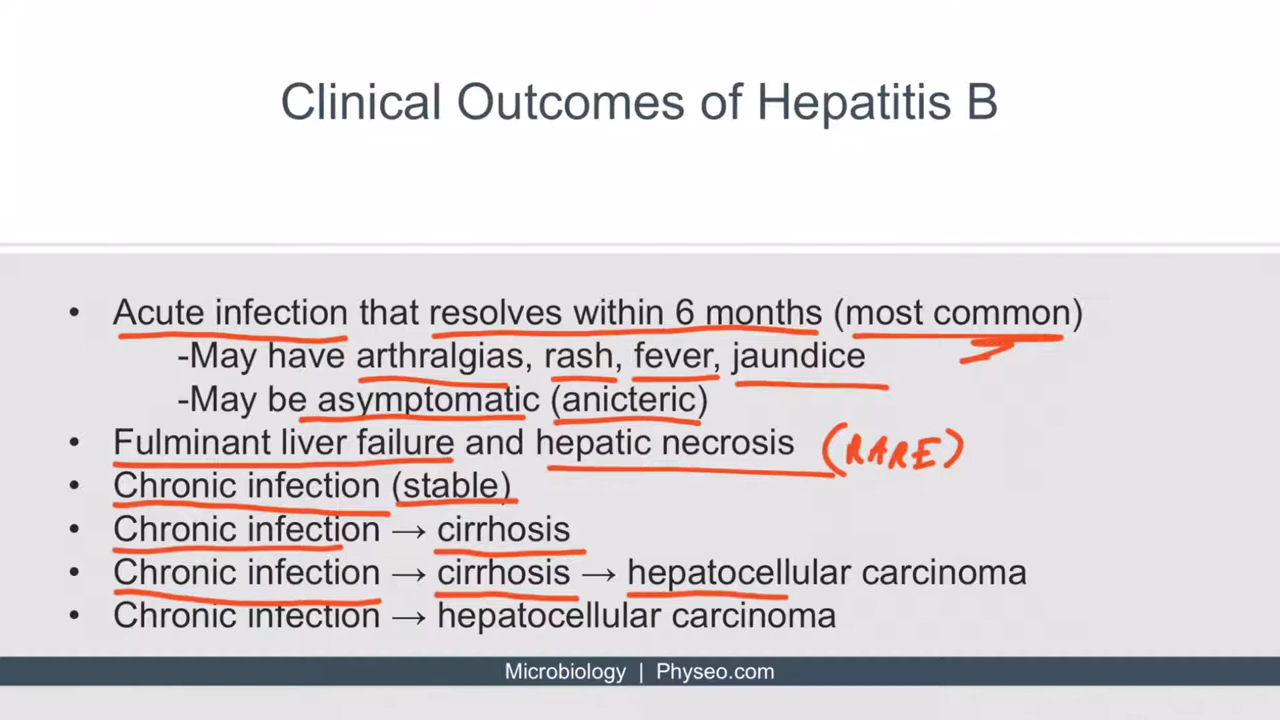 Clinical Outcomes of Hepatitis B
• Acute infection that resolves within 6 months (most common)
-May have arthralgias, rash, fever, jaundice
-May be asymptomatic (anicteric)
• Fulminant liver failure and hepatic necrosis (RARE)
• Chronic infection (stable)
• Chronic infection → cirrhosis
• Chronic infection → cirrhosis → hepatocellular carcinoma
• Chronic infection → hepatocellular carcinoma
Microbiology | Physeo.com